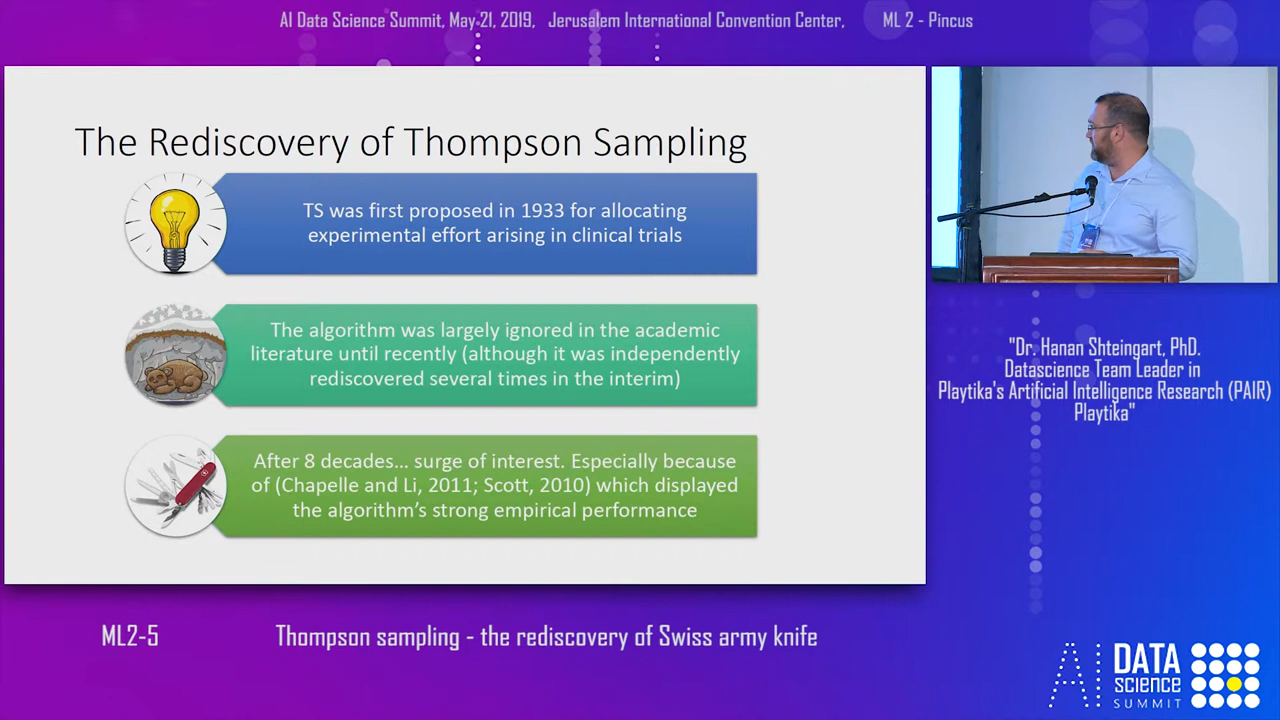 AI Data Science Summit, May 21, 2019, Jerusalem International Convention Center, ML 2 - Pincus
The Rediscovery of Thompson Sampling
TS was first proposed in 1933 for allocating
experimental effort arising in clinical trials
The algorithm was largely ignored in the academic
literature until recently (although it was independently
rediscovered several times in the interim)
After 8 decades... surge of interest. Especially because
of (Chapelle and Li, 2011; Scott, 2010) which displayed
the algorithm's strong empirical performance
"Dr. Hanan Shteingart, PhD.
Datascience Team Leader in
Playtika's Artificial Intelligence Research (PAIR)
Playtika"
ML2-5 Thompson sampling - the rediscovery of Swiss army knife
AI DATA
science
SUMMIT